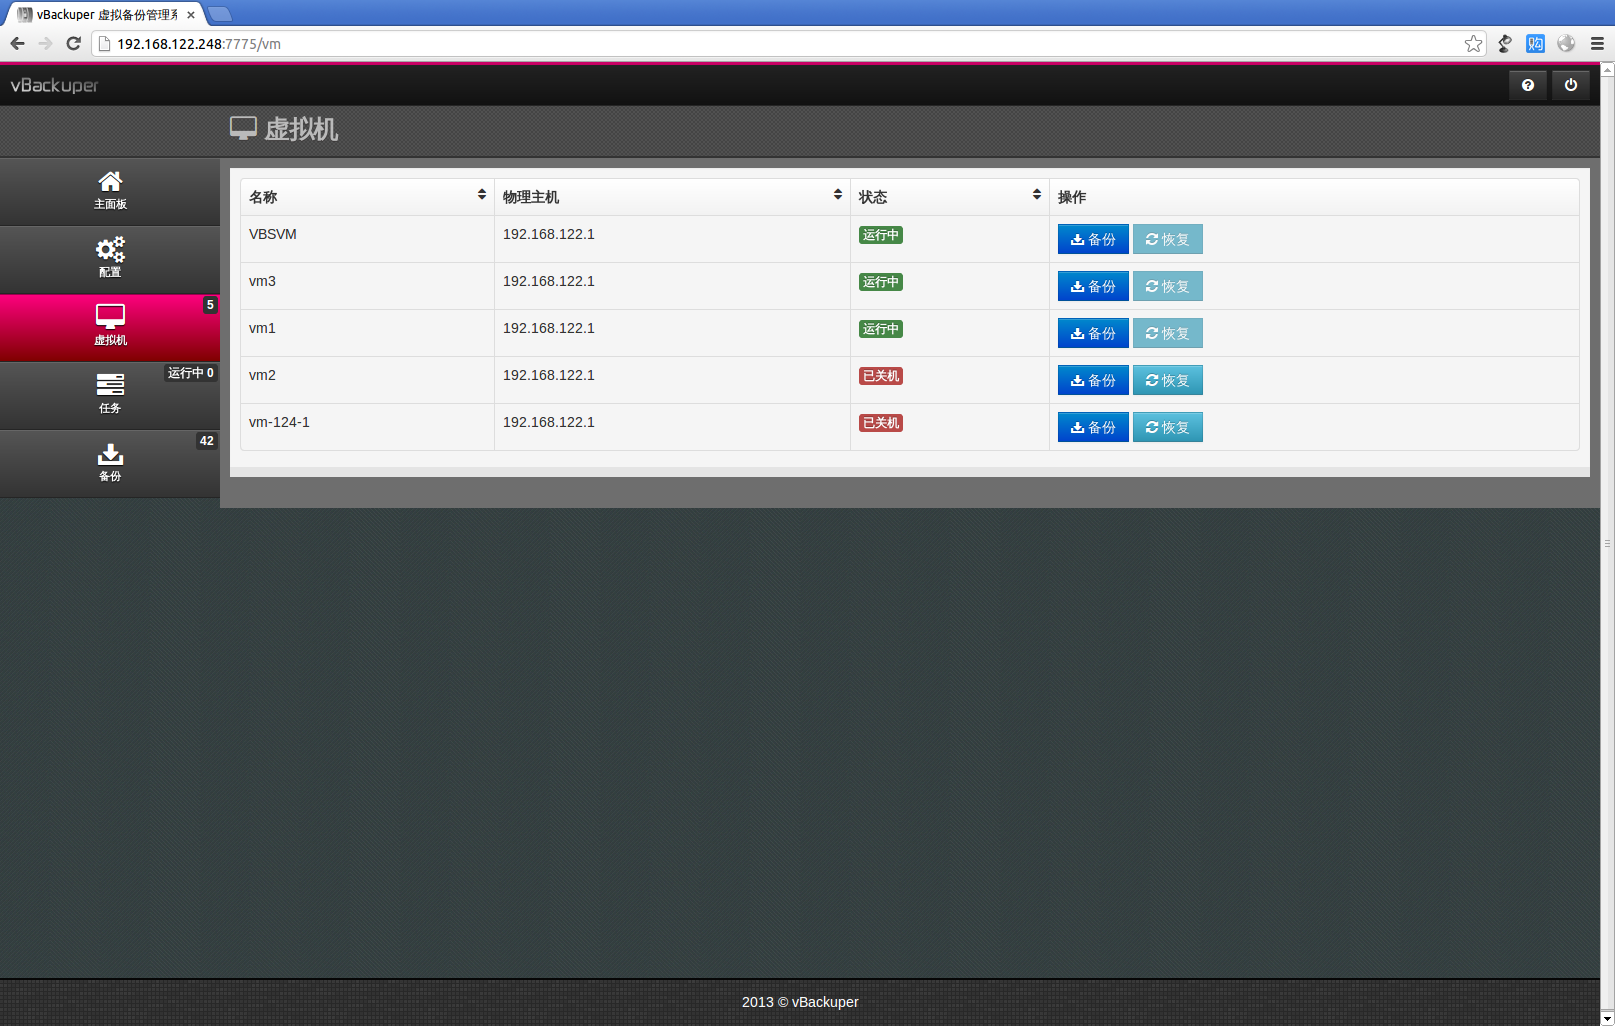 vBackuper 虚拟备份管理系
192.168.122.248:7775/vm
vBackuper
虚拟机
主面板
配置
5
虚拟机
运行中 0
任务
42
备份
名称 物理主机 状态 操作
VBSVM 192.168.122.1 运行中 备份 恢复
vm3 192.168.122.1 运行中 备份 恢复
vm1 192.168.122.1 运行中 备份 恢复
vm2 192.168.122.1 已关机 备份 恢复
vm-124-1 192.168.122.1 已关机 备份 恢复
2013 © vBackuper
购